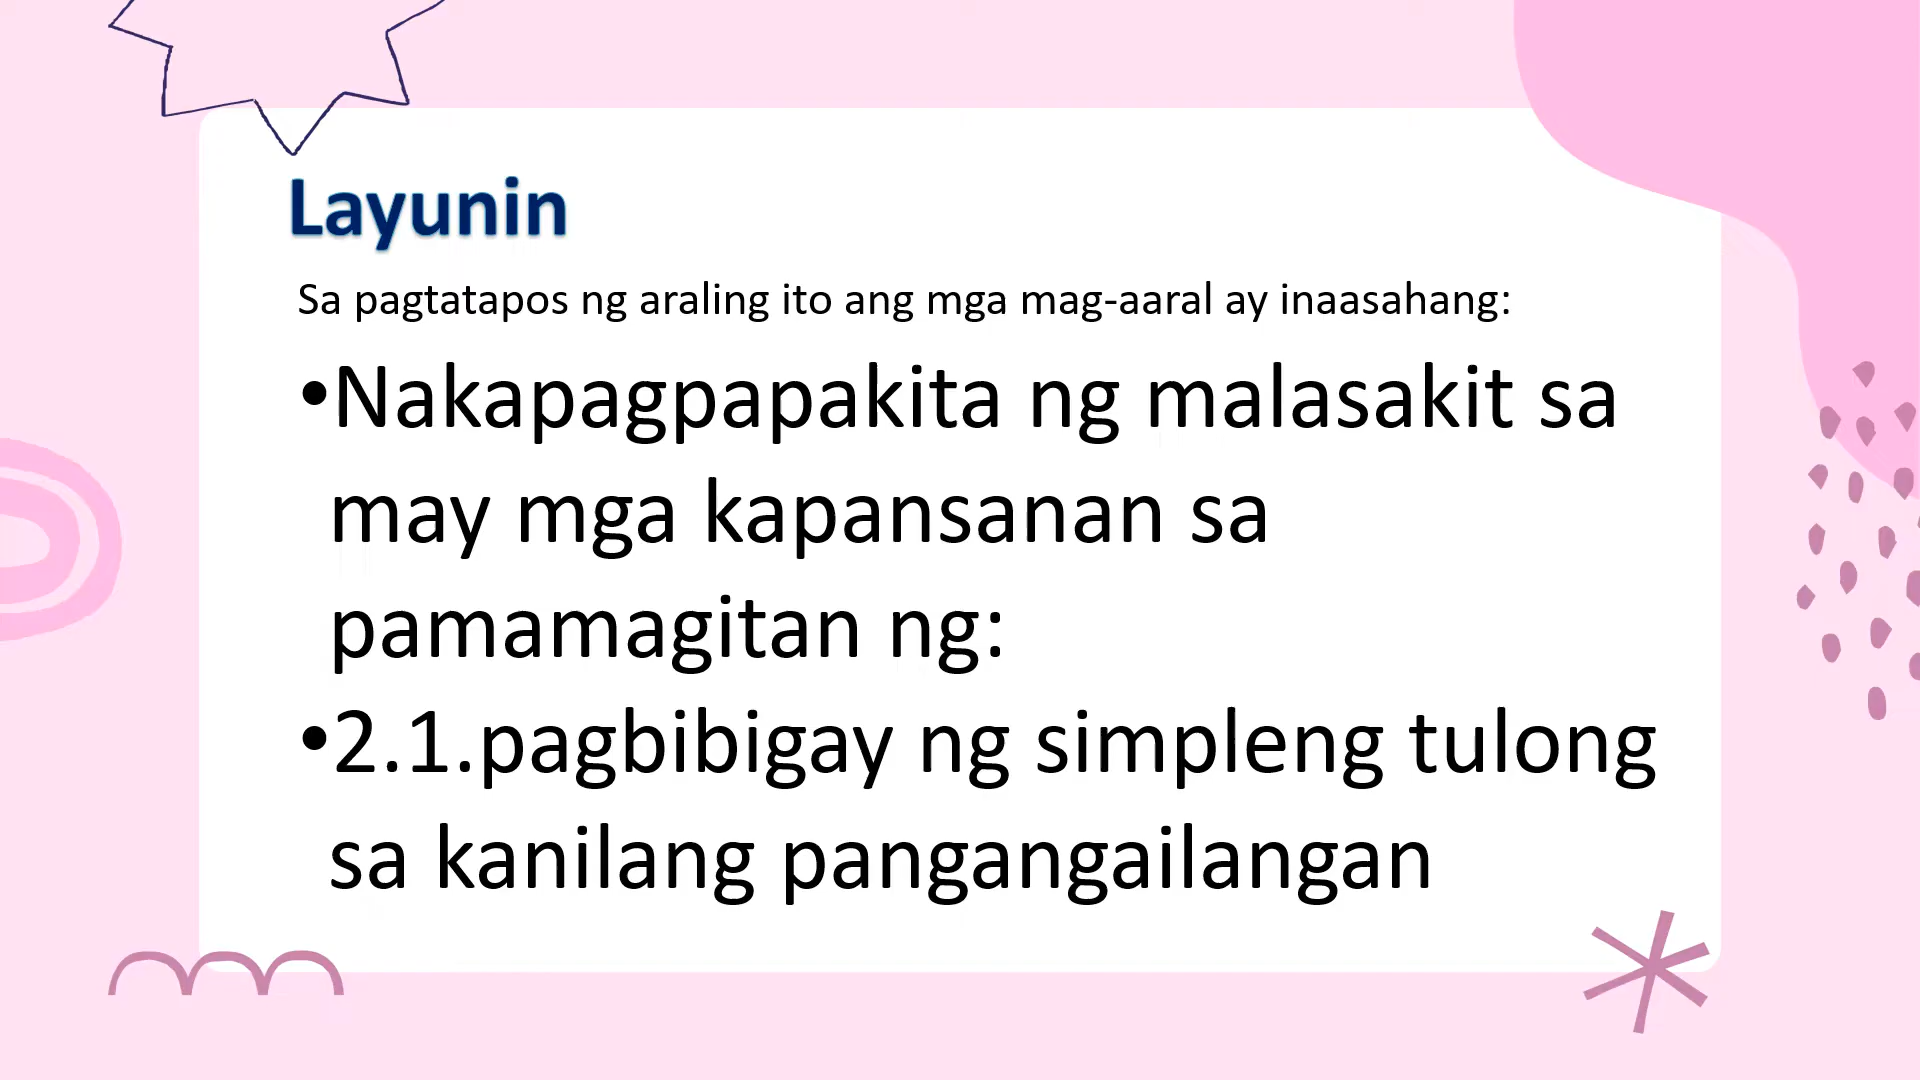 Layunin
Sa pagtatapos ng araling ito ang mga mag-aaral ay inaasahang:
•Nakapagpapakita ng malasakit sa
may mga kapansanan sa
pamamagitan ng:
•2.1.pagbibigay ng simpleng tulong
sa kanilang pangangailangan